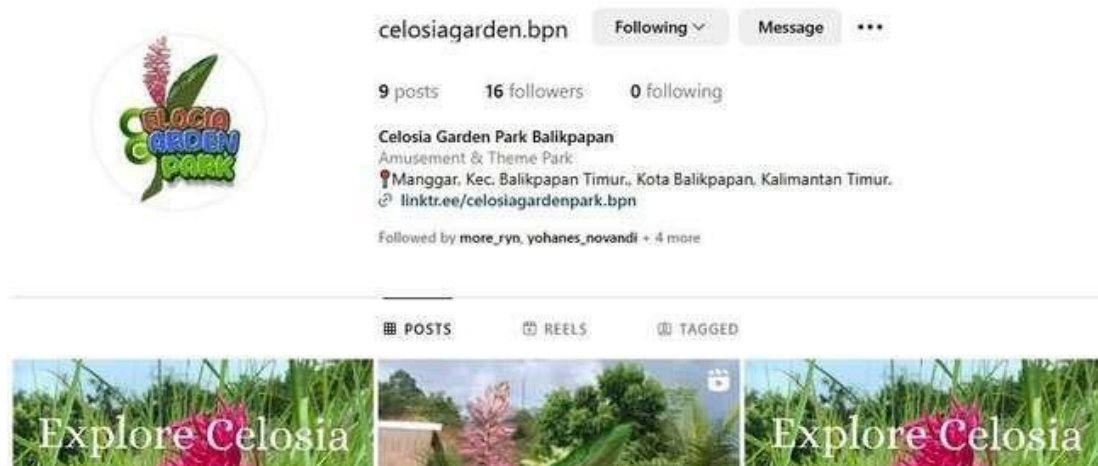 celosiagarden.bpn Following Message
9 posts 16 followers 0 following
ELOCIA
GARDEN
PARK
Celosia Garden Park Balikpapan
Amusement & Theme Park
Manggar, Kec. Balikpapan Timur., Kota Balikpapan, Kalimantan Timur.
linktr.ee/celosiagardenpark.bpn
Followed by more_ryn, yohanes_novandi + 4 more
POSTS REELS TAGGED
Explore Celosia Explore Celosia